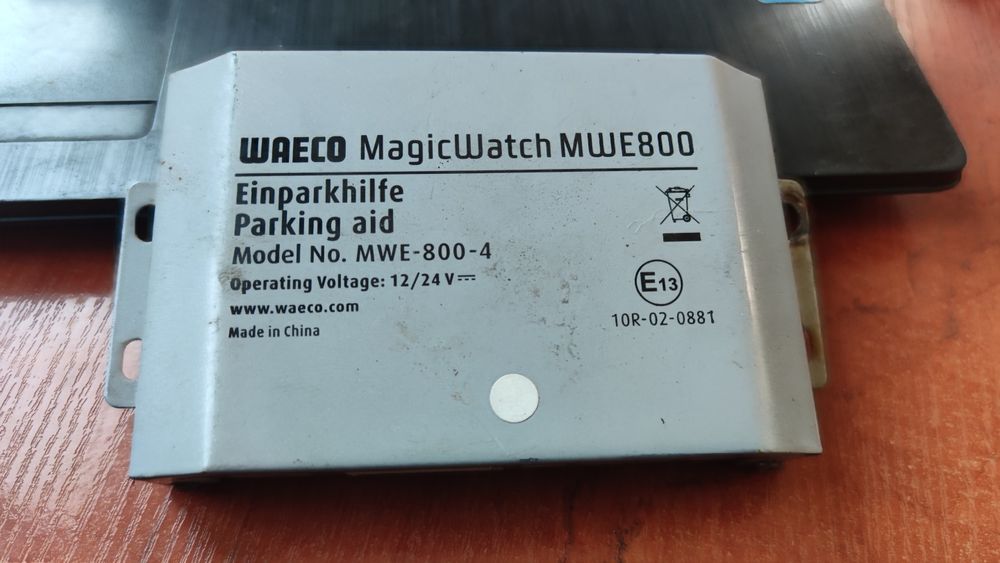 WAECO MagicWatch MWE800
Einparkhilfe
Parking aid
Model No. MWE-800-4
Operating Voltage: 12/24 V⎓
www.waeco.com
Made in China
E13
10R-02-0881